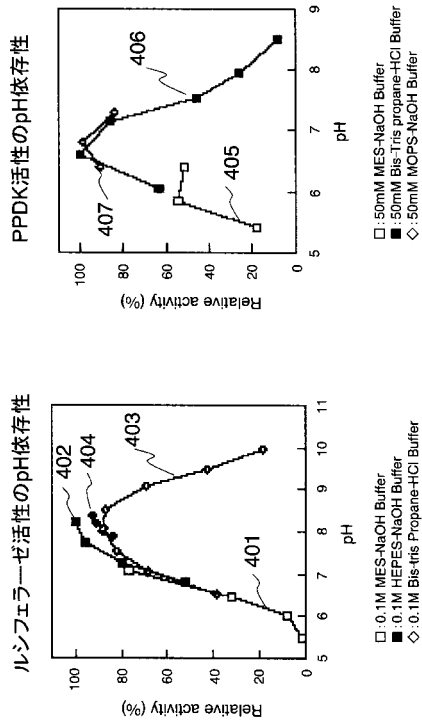 ルシフェラーゼ活性のpH依存性
Relative activity (%)
100
80
60
40
20
0
5
6
7
8
9
10
11
pH
401
402
403
404
□ :0.1M MES-NaOH Buffer
■ :0.1M HEPES-NaOH Buffer
◇ :0.1M Bis-tris Propane-HCl Buffer
PPDK活性のpH依存性
Relative activity (%)
100
80
60
40
20
0
5
6
7
8
9
pH
405
406
407
□ :50mM MES-NaOH Buffer
■ :50mM Bis-Tris propane-HCl Buffer
◇ :50mM MOPS-NaOH Buffer